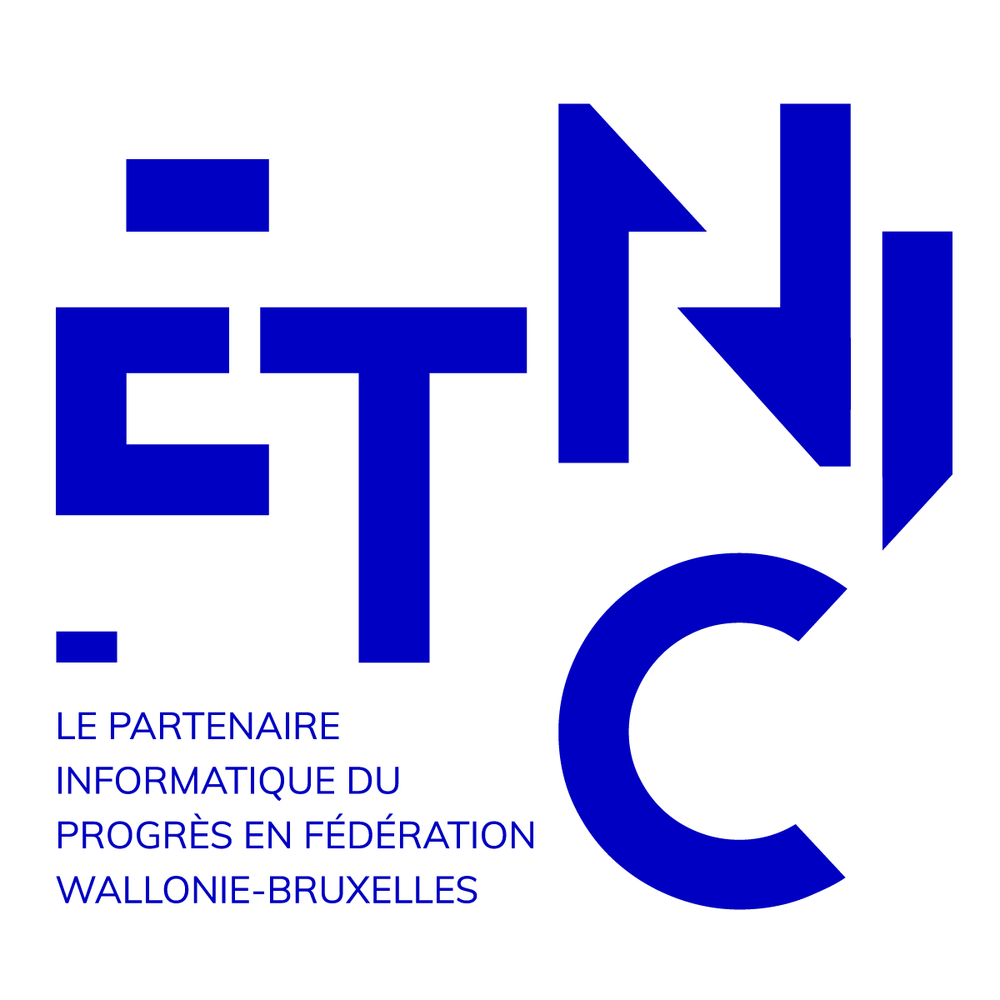 ETNIC
LE PARTENAIRE
INFORMATIQUE DU
PROGRÈS EN FÉDÉRATION
WALLONIE-BRUXELLES